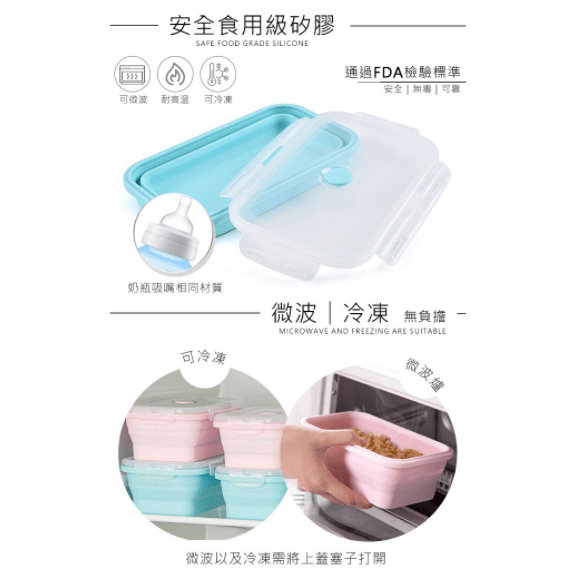 安全食用級矽膠
SAFE FOOD GRADE SILICONE
通過FDA檢驗標準
安全｜無毒｜可靠
可微波 耐高溫 可冷凍
奶瓶吸嘴相同材質
微波｜冷凍 無負擔
MICROWAVE AND FREEZING ARE SUITABLE
可冷凍
微波爐
微波以及冷凍需將上蓋塞子打開